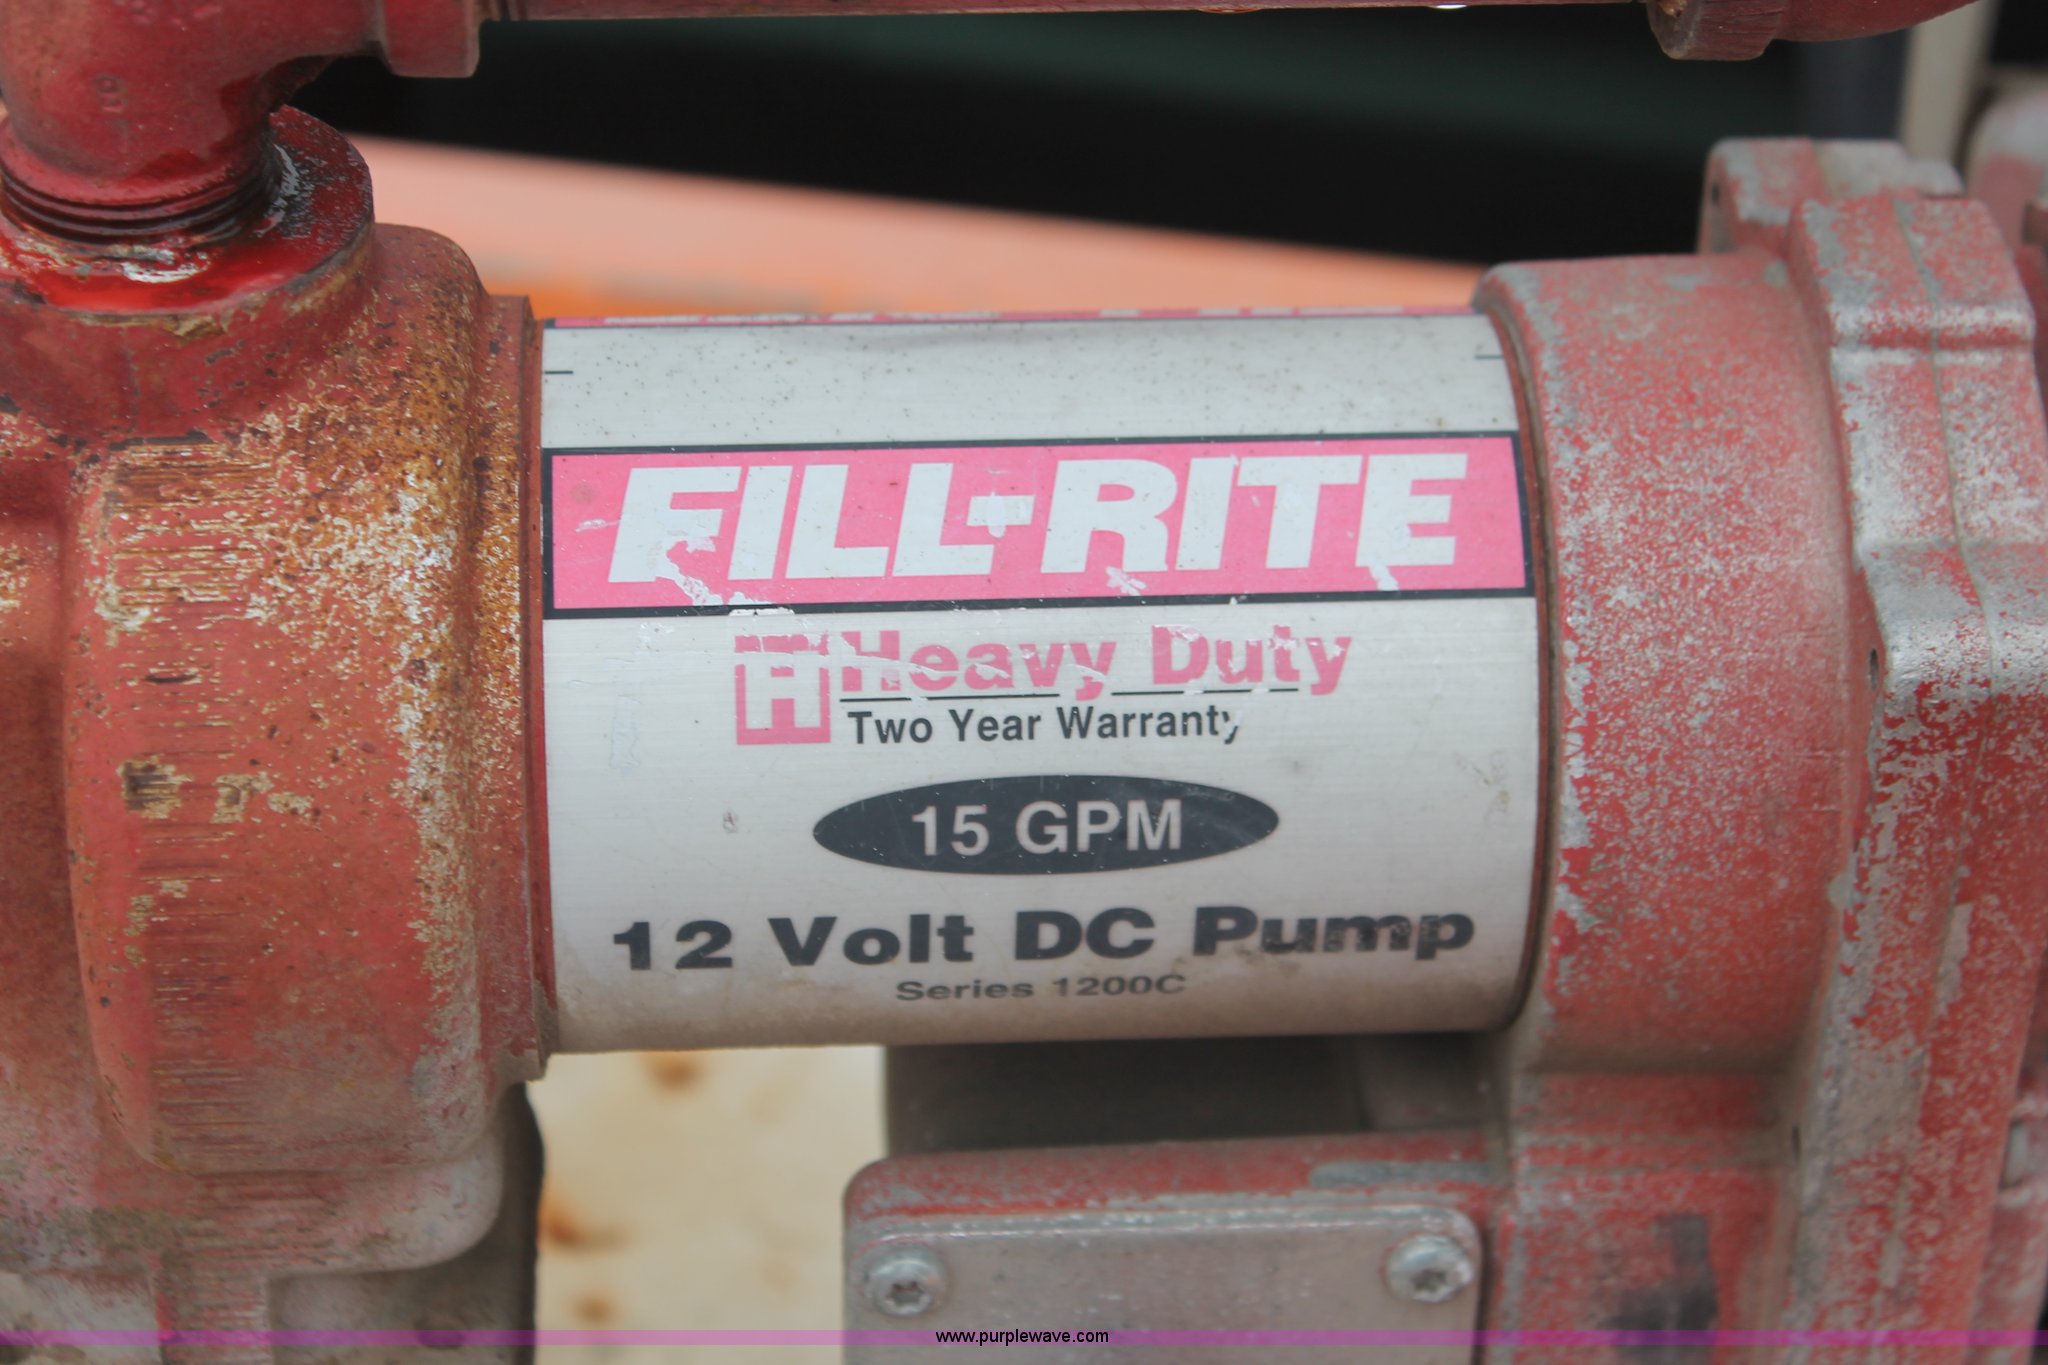 FILL-RITE
H Heavy Duty
Two Year Warranty
15 GPM
12 Volt DC Pump
Series 1200C
www.purplewave.com